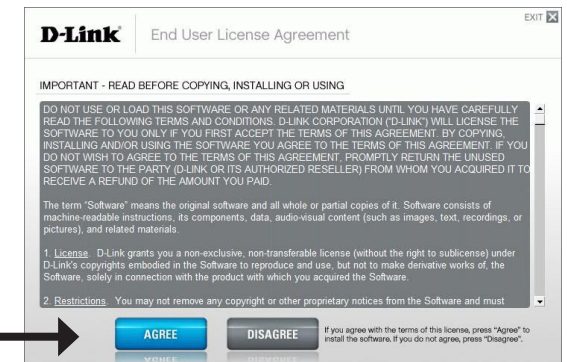 EXIT X
D-Link End User License Agreement
IMPORTANT - READ BEFORE COPYING, INSTALLING OR USING
DO NOT USE OR LOAD THIS SOFTWARE OR ANY RELATED MATERIALS UNTIL YOU HAVE CAREFULLY
READ THE FOLLOWING TERMS AND CONDITIONS. D-LINK CORPORATION ("D-LINK") WILL LICENSE THE
SOFTWARE TO YOU ONLY IF YOU FIRST ACCEPT THE TERMS OF THIS AGREEMENT. BY COPYING,
INSTALLING AND/OR USING THE SOFTWARE YOU AGREE TO THE TERMS OF THIS AGREEMENT. IF YOU
DO NOT WISH TO AGREE TO THE TERMS OF THIS AGREEMENT, PROMPTLY RETURN THE UNUSED
SOFTWARE TO THE PARTY (D-LINK OR ITS AUTHORIZED RESELLER) FROM WHOM YOU ACQUIRED IT TO
RECEIVE A REFUND OF THE AMOUNT YOU PAID.
The term "Software" means the original software and all whole or partial copies of it. Software consists of
machine-readable instructions, its components, data, audio-visual content (such as images, text, recordings, or
pictures), and related materials.
1. License. D-Link grants you a non-exclusive, non-transferable license (without the right to sublicense) under
D-Link's copyrights embodied in the Software to reproduce and use, but not to make derivative works of, the
Software, solely in connection with the product with which you acquired the Software.
2. Restrictions. You may not remove any copyright or other proprietary notices from the Software and must
AGREE DISAGREE
If you agree with the terms of this license, press "Agree" to
install the software. If you do not agree, press "Disagree".